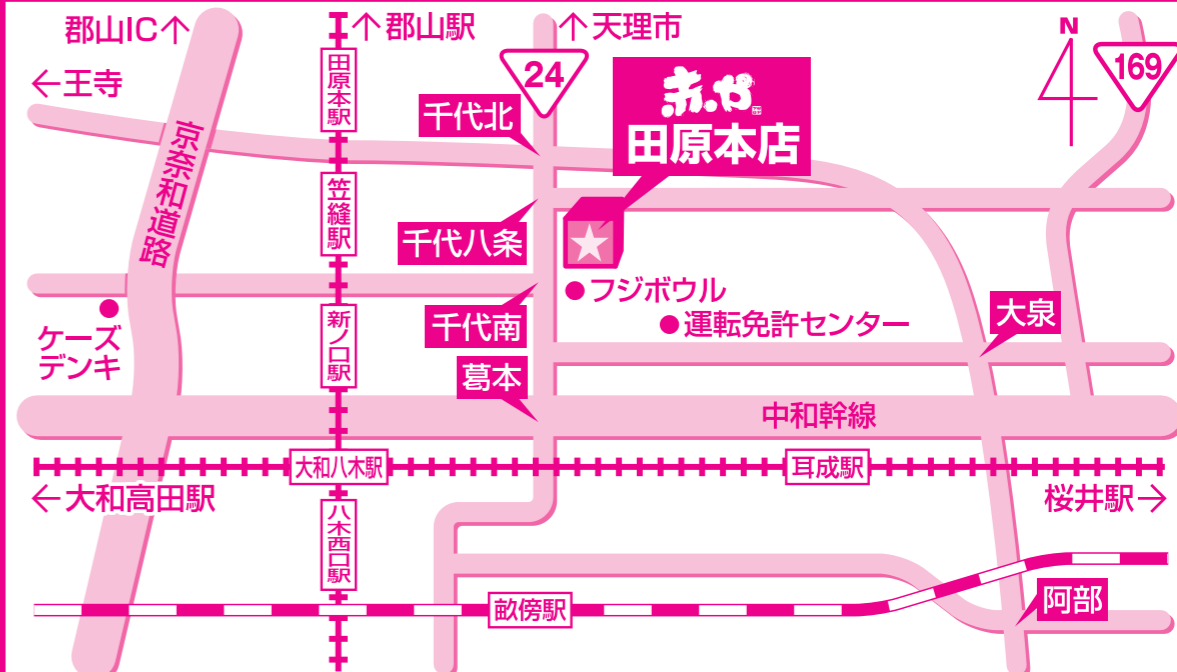 郡山IC↑
↑郡山駅
↑天理市
N
←王寺
24
169
田原本駅
千代北
赤のれんや
田原本店
京奈和道路
笠縫駅
千代八条
フジボウル
千代南
運転免許センター
大泉
ケーズ
デンキ
新ノ口駅
葛本
中和幹線
大和八木駅
耳成駅
←大和高田駅
桜井駅→
八木西口駅
畝傍駅
阿部